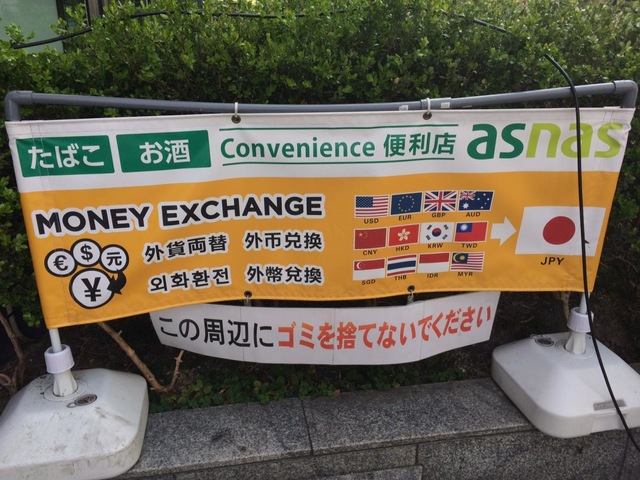 たばこ お酒 Convenience 便利店 asnas
MONEY EXCHANGE
€ $ 元 ¥
外貨両替 外币兑换
외화환전 外幣兌換
USD EUR GBP AUD
CNY HKD KRW TWD
SGD THB IDR MYR
JPY
この周辺にゴミを捨てないでください